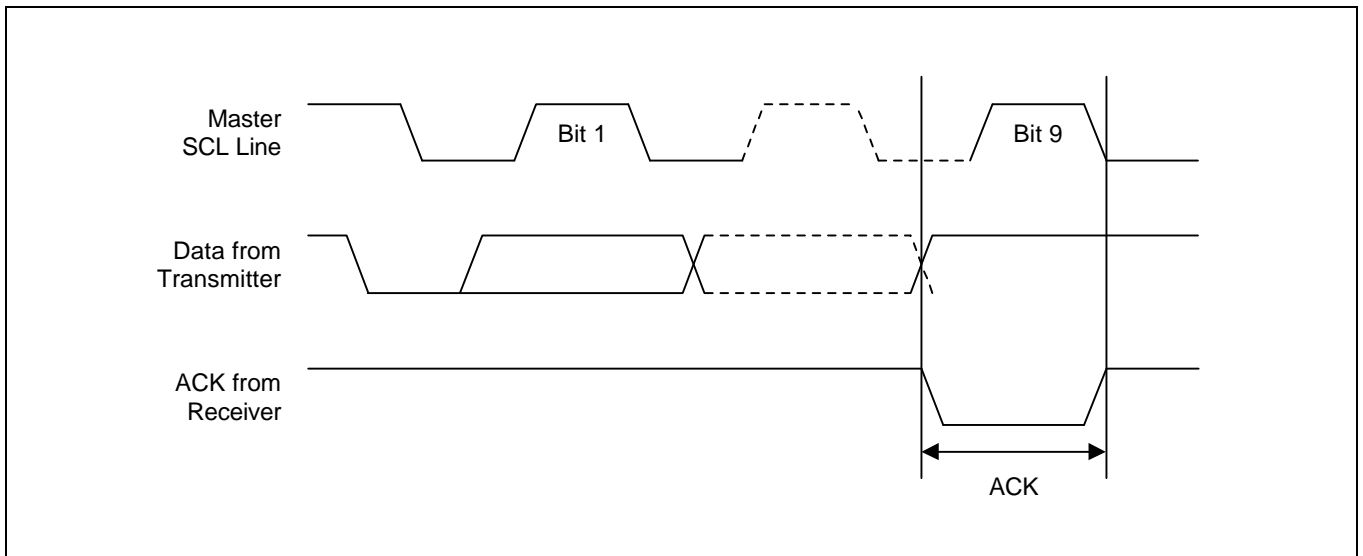 Master
SCL Line
Bit 1
Bit 9
Data from
Transmitter
ACK from
Receiver
ACK